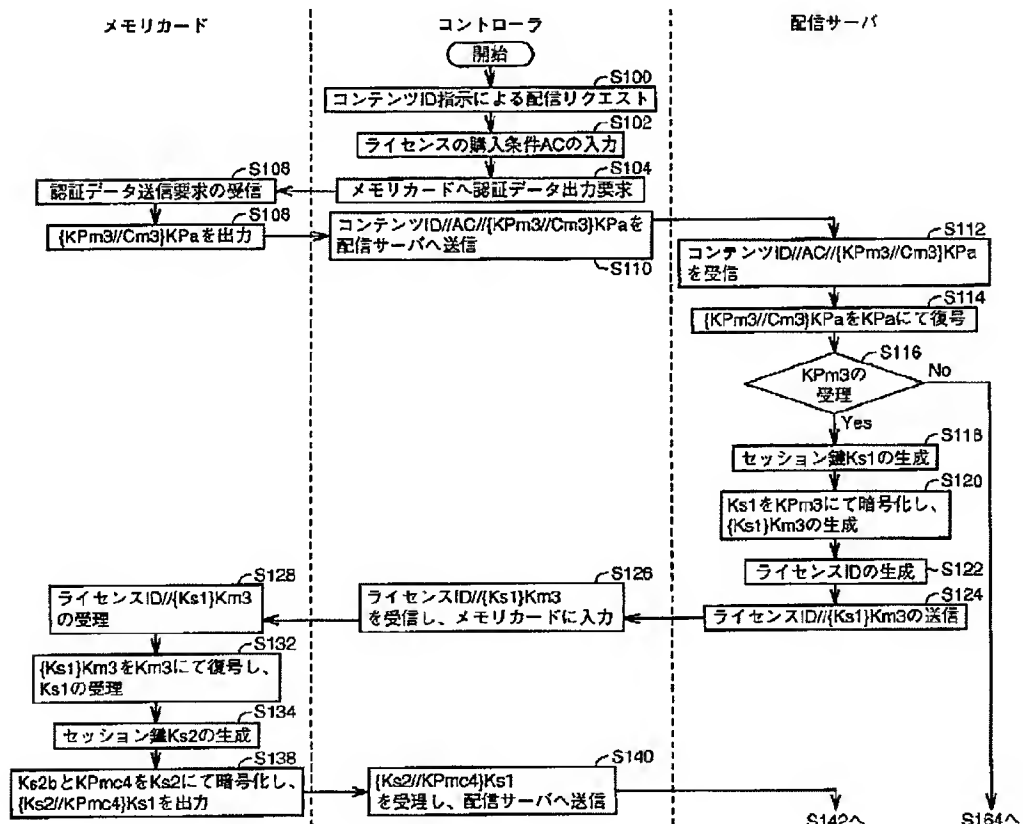 メモリカード
コントローラ
配信サーバ
開始
S100
コンテンツID指示による配信リクエスト
S102
ライセンスの購入条件ACの入力
S104
メモリカードへ認証データ出力要求
S108
認証データ送信要求の受信
S108
{KPm3//Cm3}KPaを出力
コンテンツID//AC//{KPm3//Cm3}KPaを
配信サーバへ送信
S110
S112
コンテンツID//AC//{KPm3//Cm3}KPa
を受信
S114
{KPm3//Cm3}KPaをKPaにて復号
S116
KPm3の
受理
No
Yes
S118
セッション鍵Ks1の生成
S120
Ks1をKPm3にて暗号化し、
{Ks1}Km3の生成
ライセンスIDの生成
S122
S124
ライセンスID//{Ks1}Km3の送信
S126
ライセンスID//{Ks1}Km3
を受信し、メモリカードに入力
S128
ライセンスID//{Ks1}Km3
の受理
S132
{Ks1}Km3をKm3にて復号し、
Ks1の受理
S134
セッション鍵Ks2の生成
S138
Ks2bとKPmc4をKs2にて暗号化し、
{Ks2//KPmc4}Ks1を出力
S140
{Ks2//KPmc4}Ks1
を受理し、配信サーバへ送信
S142へ
S164へ